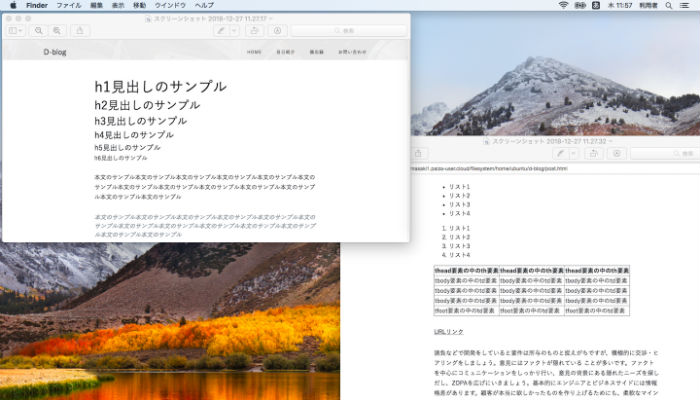 Finder ファイル 編集 表示 移動 ウインドウ ヘルプ
木 11:57 利用者
スクリーンショット 2018-12-27 11.27.17
検索
D-blog
HOME 自己紹介 掲示板 お問い合わせ
h1見出しのサンプル
h2見出しのサンプル
h3見出しのサンプル
h4見出しのサンプル
h5見出しのサンプル
h6見出しのサンプル
本文のサンプル本文のサンプル本文のサンプル本文のサンプル本文のサンプル本文の
サンプル本文のサンプル本文のサンプル本文のサンプル本文のサンプル本文のサンプ
ル本文のサンプル本文のサンプル
本文のサンプル本文のサンプル本文のサンプル本文のサンプル本文のサンプル本文の
サンプル本文のサンプル本文のサンプル本文のサンプル本文のサンプル本文のサンプ
ル本文のサンプル本文のサンプル
スクリーンショット 2018-12-27 11.27.32
検索
masaki1.paiza-user.cloud/filesystem/home/ubuntu/d-blog/post.html
リスト1
リスト2
リスト3
リスト4
1. リスト1
2. リスト2
3. リスト3
4. リスト4
thead要素の中のth要素 thead要素の中のth要素 thead要素の中のth要素
tbody要素の中のtd要素 tbody要素の中のtd要素 tbody要素の中のtd要素
tbody要素の中のtd要素 tbody要素の中のtd要素 tbody要素の中のtd要素
tbody要素の中のtd要素 tbody要素の中のtd要素 tbody要素の中のtd要素
tfoot要素の中のtd要素 tfoot要素の中のtd要素 tfoot要素の中のtd要素
URLリンク
請負などで開発をしていると要件は所与のものと捉えがちですが、積極的に交渉・ヒ
アリングをしましょう。意見にはファクトが隠れている ことが多いです。ファクト
を中心にコミュニケーションをしっかり行い、意見の背景にある隠れたニーズを探し
だし、ZOPAを広げにいきましょう。基本的にエンジニアとビジネスサイドには情報
格差があります。顧客が本当に欲しかったものを作り上げるためにも、柔軟なマイン